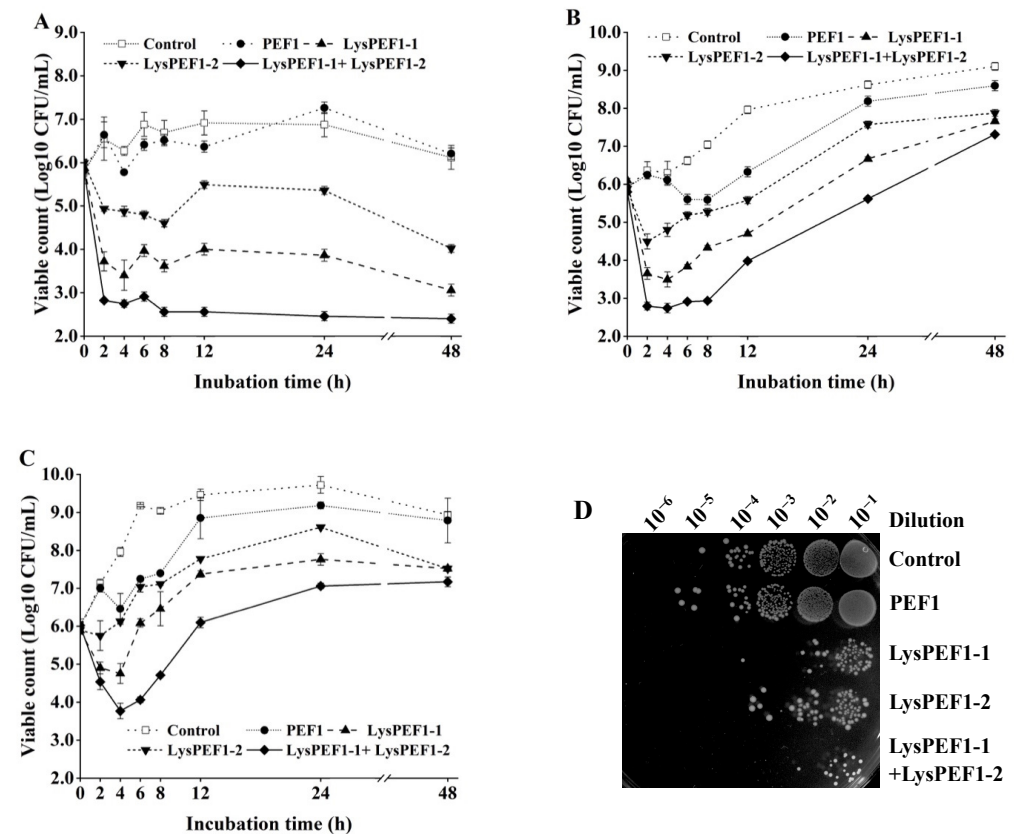 A
9.0
8.0
7.0
6.0
5.0
4.0
3.0
2.0
Viable count (Log10 CFU/mL)
Control PEF1 LysPEF1-1
LysPEF1-2 LysPEF1-1+ LysPEF1-2
0 2 4 6 8 12 24 48
Inubation time (h)
B
10.0
9.0
8.0
7.0
6.0
5.0
4.0
3.0
2.0
Viable count (Log10 CFU/mL)
Control PEF1 LysPEF1-1
LysPEF1-2 LysPEF1-1+LysPEF1-2
0 2 4 6 8 12 24 48
Inubation time (h)
C
10.0
9.0
8.0
7.0
6.0
5.0
4.0
3.0
2.0
Viable count (Log10 CFU/mL)
Control PEF1 LysPEF1-1
LysPEF1-2 LysPEF1-1+ LysPEF1-2
0 2 4 6 8 12 24 48
Incubation time (h)
D
10⁻⁶ 10⁻⁵ 10⁻⁴ 10⁻³ 10⁻² 10⁻¹ Dilution
Control
PEF1
LysPEF1-1
LysPEF1-2
LysPEF1-1
+LysPEF1-2